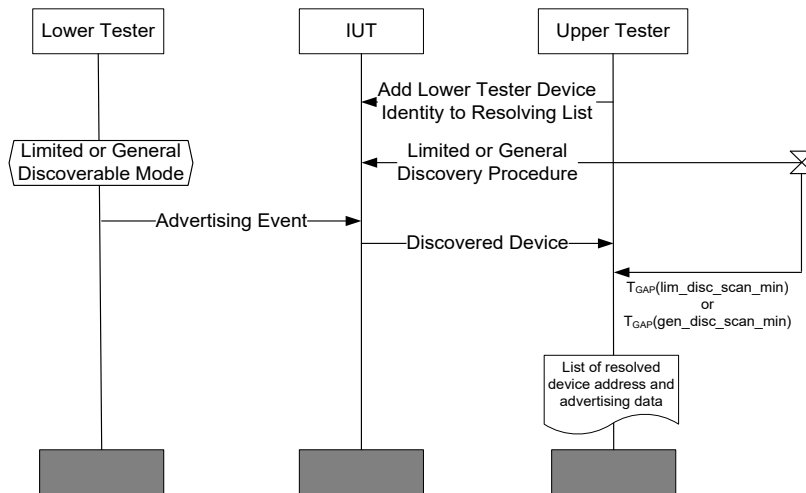 Lower Tester
IUT
Upper Tester
Add Lower Tester Device
Identity to Resolving List
Limited or General
Discoverable Mode
Limited or General
Discovery Procedure
Advertising Event
Discovered Device
TGAP(lim_disc_scan_min)
or
TGAP(gen_disc_scan_min)
List of resolved
device address and
advertising data